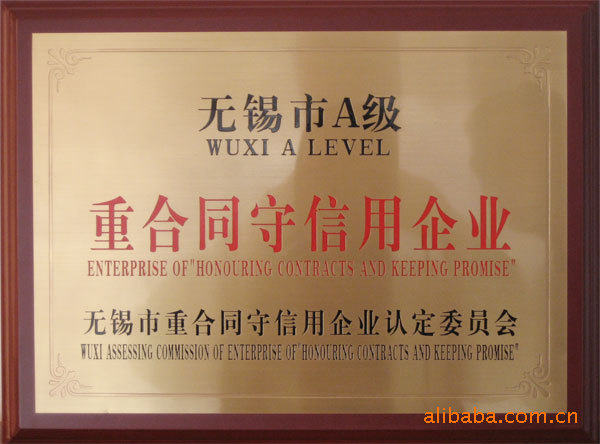 无锡市A级
WUXI A LEVEL
重合同守信用企业
ENTERPRISE OF"HONOURING CONTRACTS AND KEEPING PROMISE"
无锡市重合同守信用企业认定委员会
WUXI ASSESSING COMMISSION OF ENTERPRISE OF"HONOURING CONTRACTS AND KEEPING PROMISE"
alibaba.com.cn